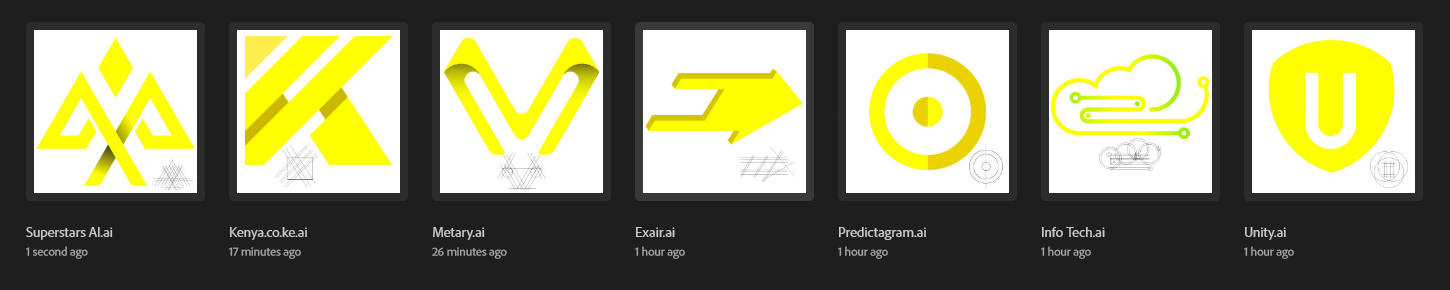 Superstars AI.ai
1 second ago
Kenya.co.ke.ai
17 minutes ago
Metary.ai
26 minutes ago
Exair.ai
1 hour ago
Predictagram.ai
1 hour ago
Info Tech.ai
1 hour ago
U
Unity.ai
1 hour ago